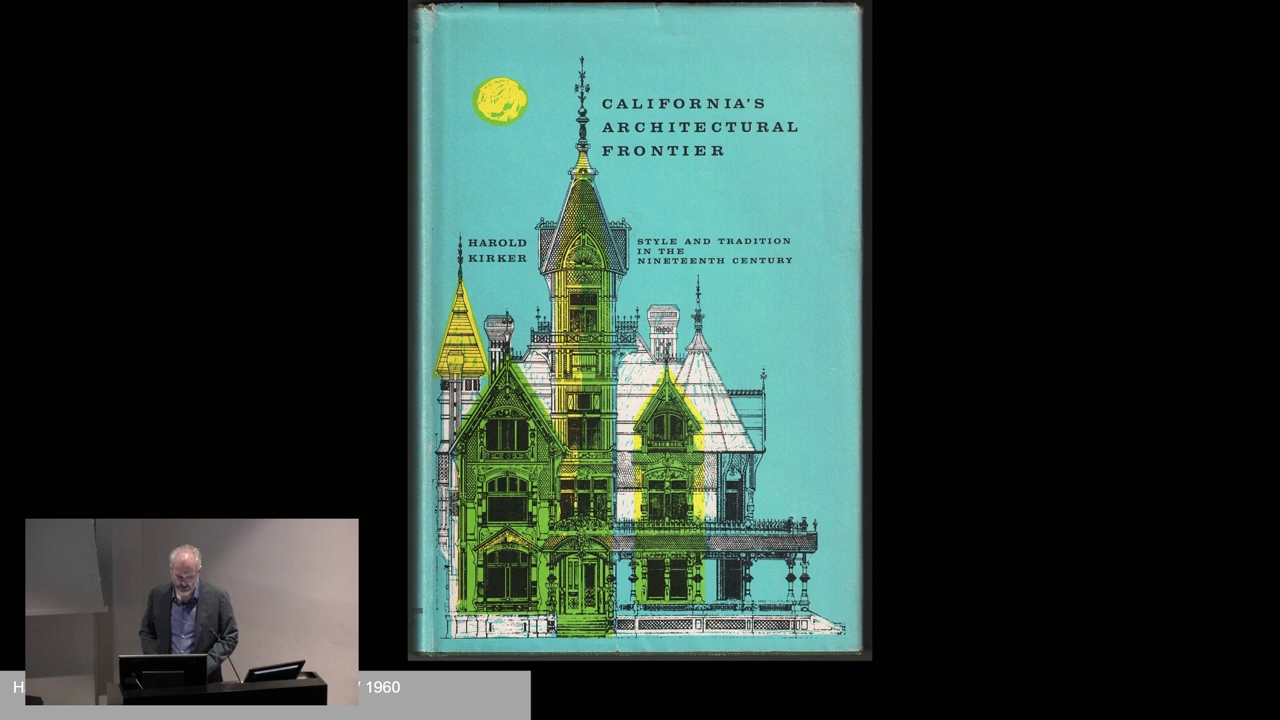 CALIFORNIA'S
ARCHITECTURAL
FRONTIER
HAROLD
KIRKER
STYLE AND TRADITION
IN THE
NINETEENTH CENTURY
1960